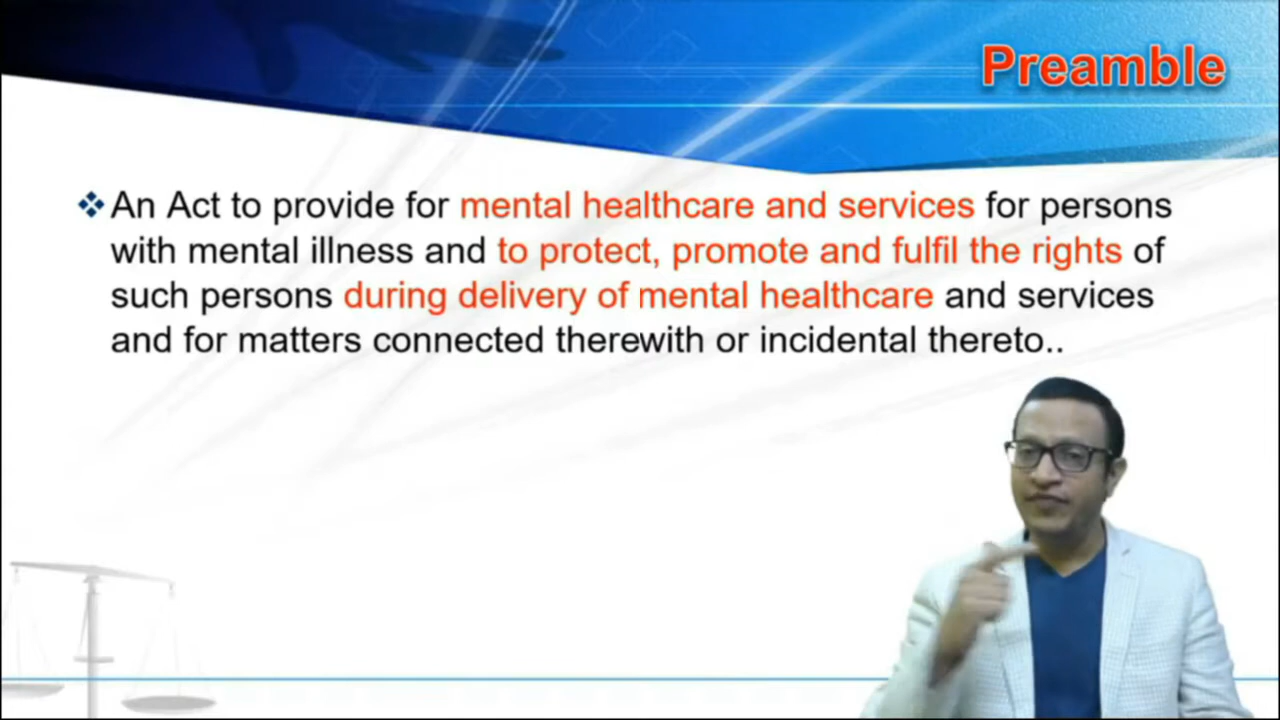 Preamble
An Act to provide for mental healthcare and services for persons
with mental illness and to protect, promote and fulfil the rights of
such persons during delivery of mental healthcare and services
and for matters connected therewith or incidental thereto..